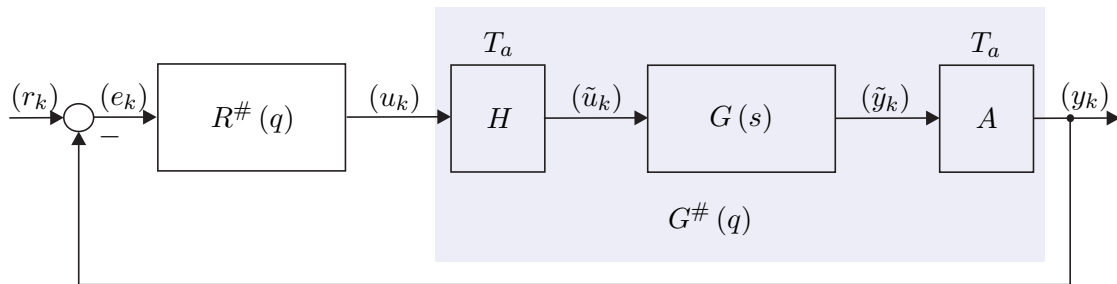 T_a
T_a
(r_k)
(e_k)
−
R^# (q)
(u_k)
H
(ũ_k)
G (s)
(ỹ_k)
A
(y_k)
G^# (q)